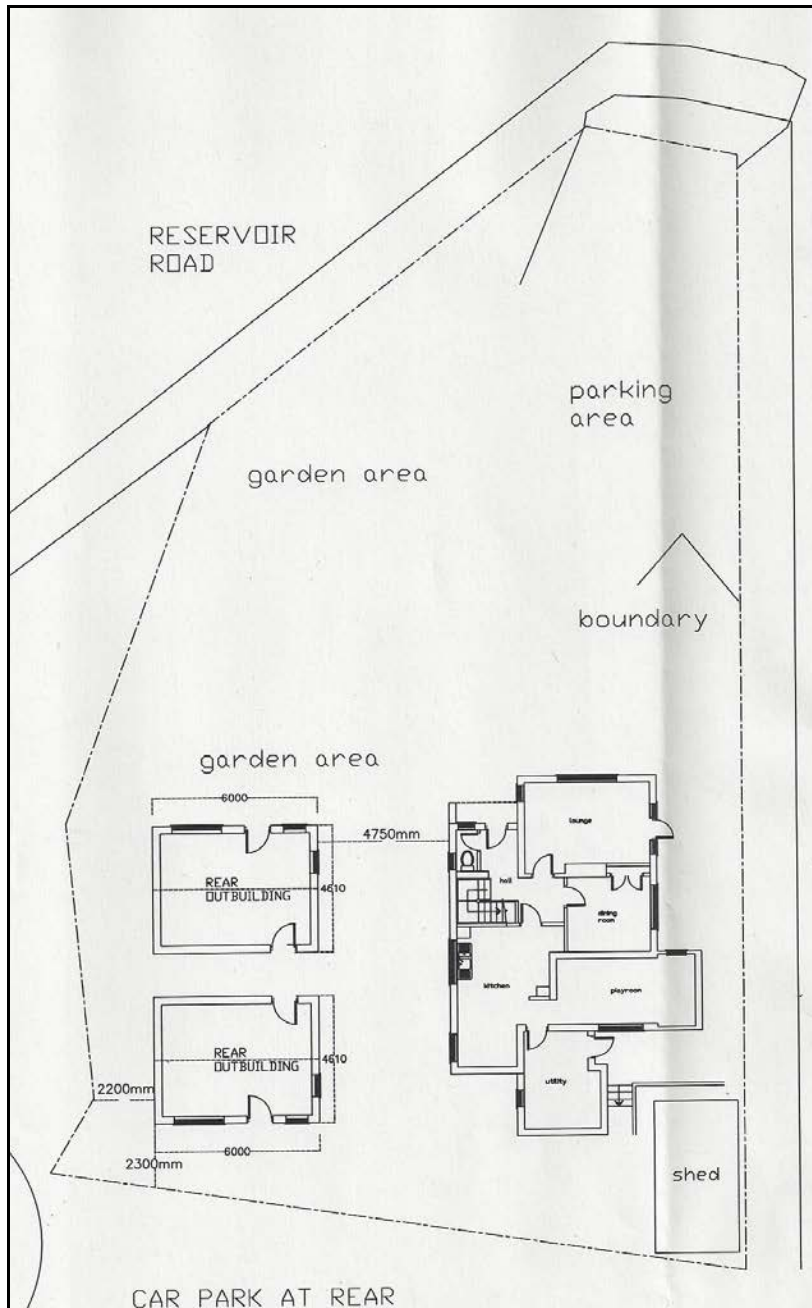 RESERVOIR
ROAD
parking
area
garden area
boundary
garden area
6000
4750mm
lounge
REAR
OUTBUILDING
4610
hall
dining
room
kitchen
playroom
REAR
OUTBUILDING
4610
utility
2200mm
6000
2300mm
shed
CAR PARK AT REAR